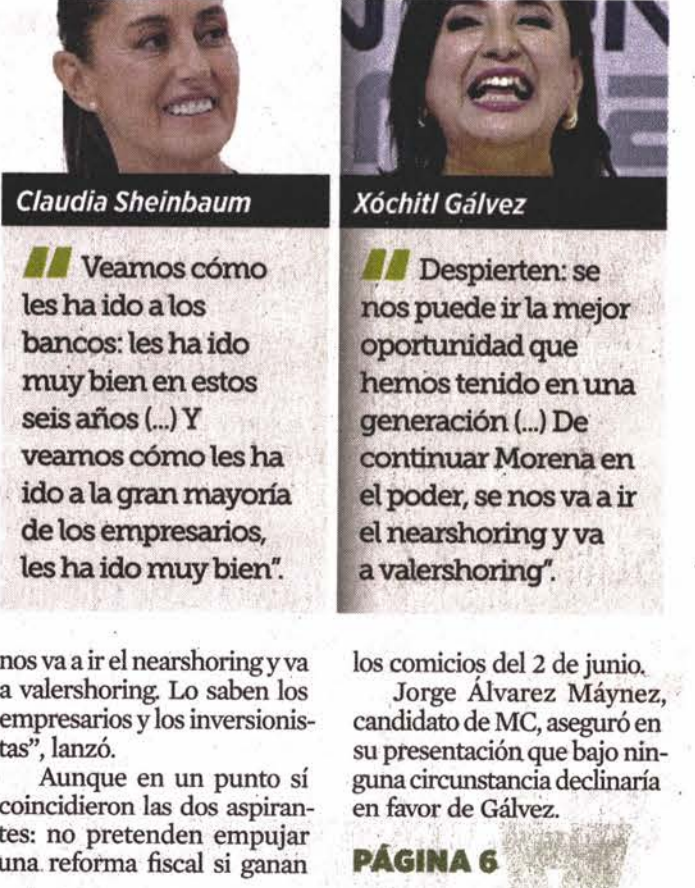 Claudia Sheinbaum
Veamos cómo
les ha ido a los
bancos: les ha ido
muy bien en estos
seis años (...) Y
veamos cómo les ha
ido a la gran mayoría
de los empresarios,
les ha ido muy bien”.
Xóchitl Gálvez
Despierten: se
nos puede ir la mejor
oportunidad que
hemos tenido en una
generación (...) De
continuar Morena en
el poder, se nos va a ir
el nearshoring y va
a valershoring”.
nos va a ir el nearshoring y va
a valershoring. Lo saben los
empresarios y los inversionis-
tas”, lanzó.
Aunque en un punto sí
coincidieron las dos aspiran-
tes: no pretenden empujar
una reforma fiscal si ganan
los comicios del 2 de junio.
Jorge Álvarez Máynez,
candidato de MC, aseguró en
su presentación que bajo nin-
guna circunstancia declinaría
en favor de Gálvez.
PÁGINA 6